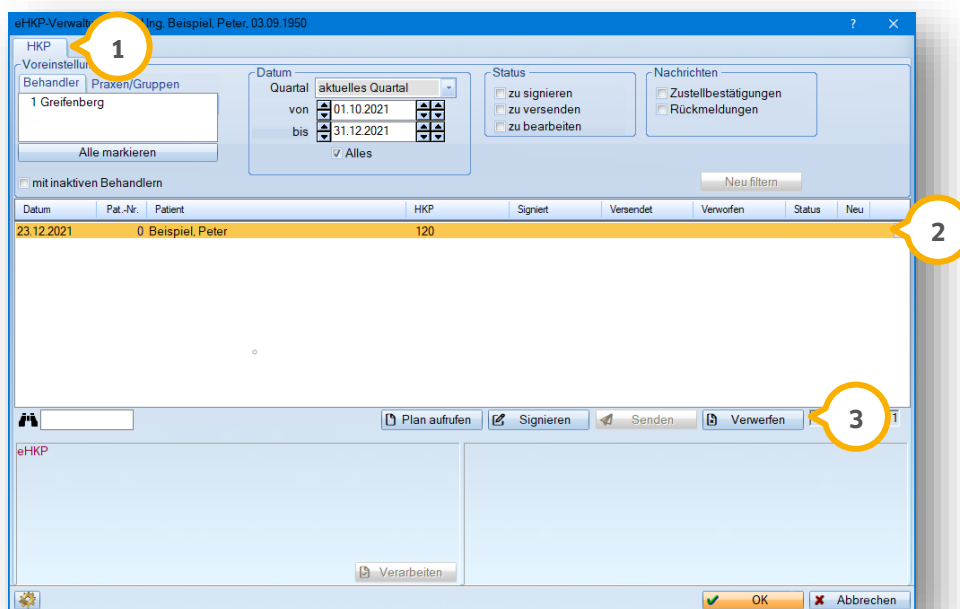 eHKP-Verwalt Ing. Beispiel, Peter, 03.09.1950 ?
HKP
1
Voreinstellu
Behandler Praxen/Gruppen
1 Greifenberg
Alle markieren
mit inaktiven Behandlern
Datum
Quartal aktuelles Quartal
von 01.10.2021
bis 31.12.2021
Alles
Status
zu signieren
zu versenden
zu bearbeiten
Nachrichten
Zustellbestätigungen
Rückmeldungen
Neu filtern
Datum Pat.-Nr. Patient HKP Signiert Versendet Verworfen Status Neu
23.12.2021 0 Beispiel, Peter 120
2
Plan aufrufen Signieren Senden Verwerfen 1
3
eHKP
Verarbeiten
OK Abbrechen